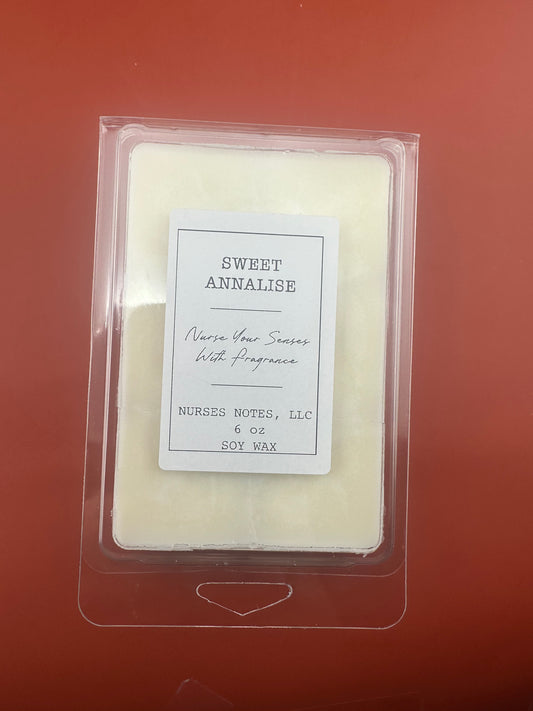 SWEET
ANNALISE
Nurse Your Senses
With Fragrance
NURSES NOTES, LLC
6 oz
SOY WAX